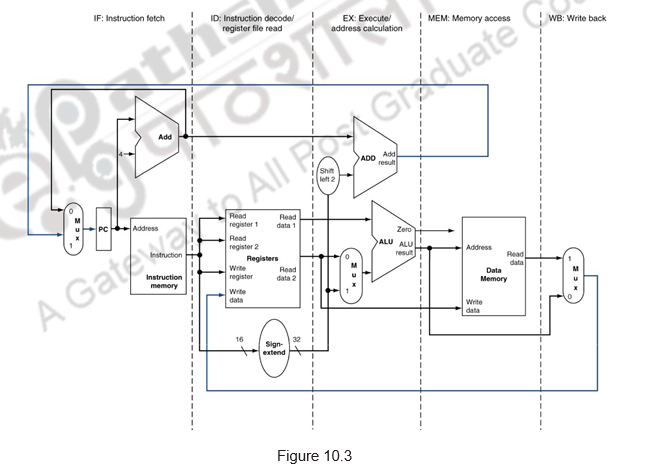 IF: Instruction fetch
ID: Instruction decode/
register file read
EX: Execute/
address calculation
MEM: Memory access
WB: Write back
Add
4
ADD
Add
result
Shift
left 2
0
M
u
x
1
PC
Address
Instruction
Instruction
memory
Read
register 1
Read
data 1
Read
register 2
Registers
Write
register
Read
data 2
Write
data
0
M
u
x
1
Zero
ALU
ALU
result
Address
Read
data
Data
Memory
Write
data
1
M
u
x
0
16
Sign-
extend
32
A Gateway to All Post Graduate Courses
पाठशाला
Pathshala
Figure 10.3